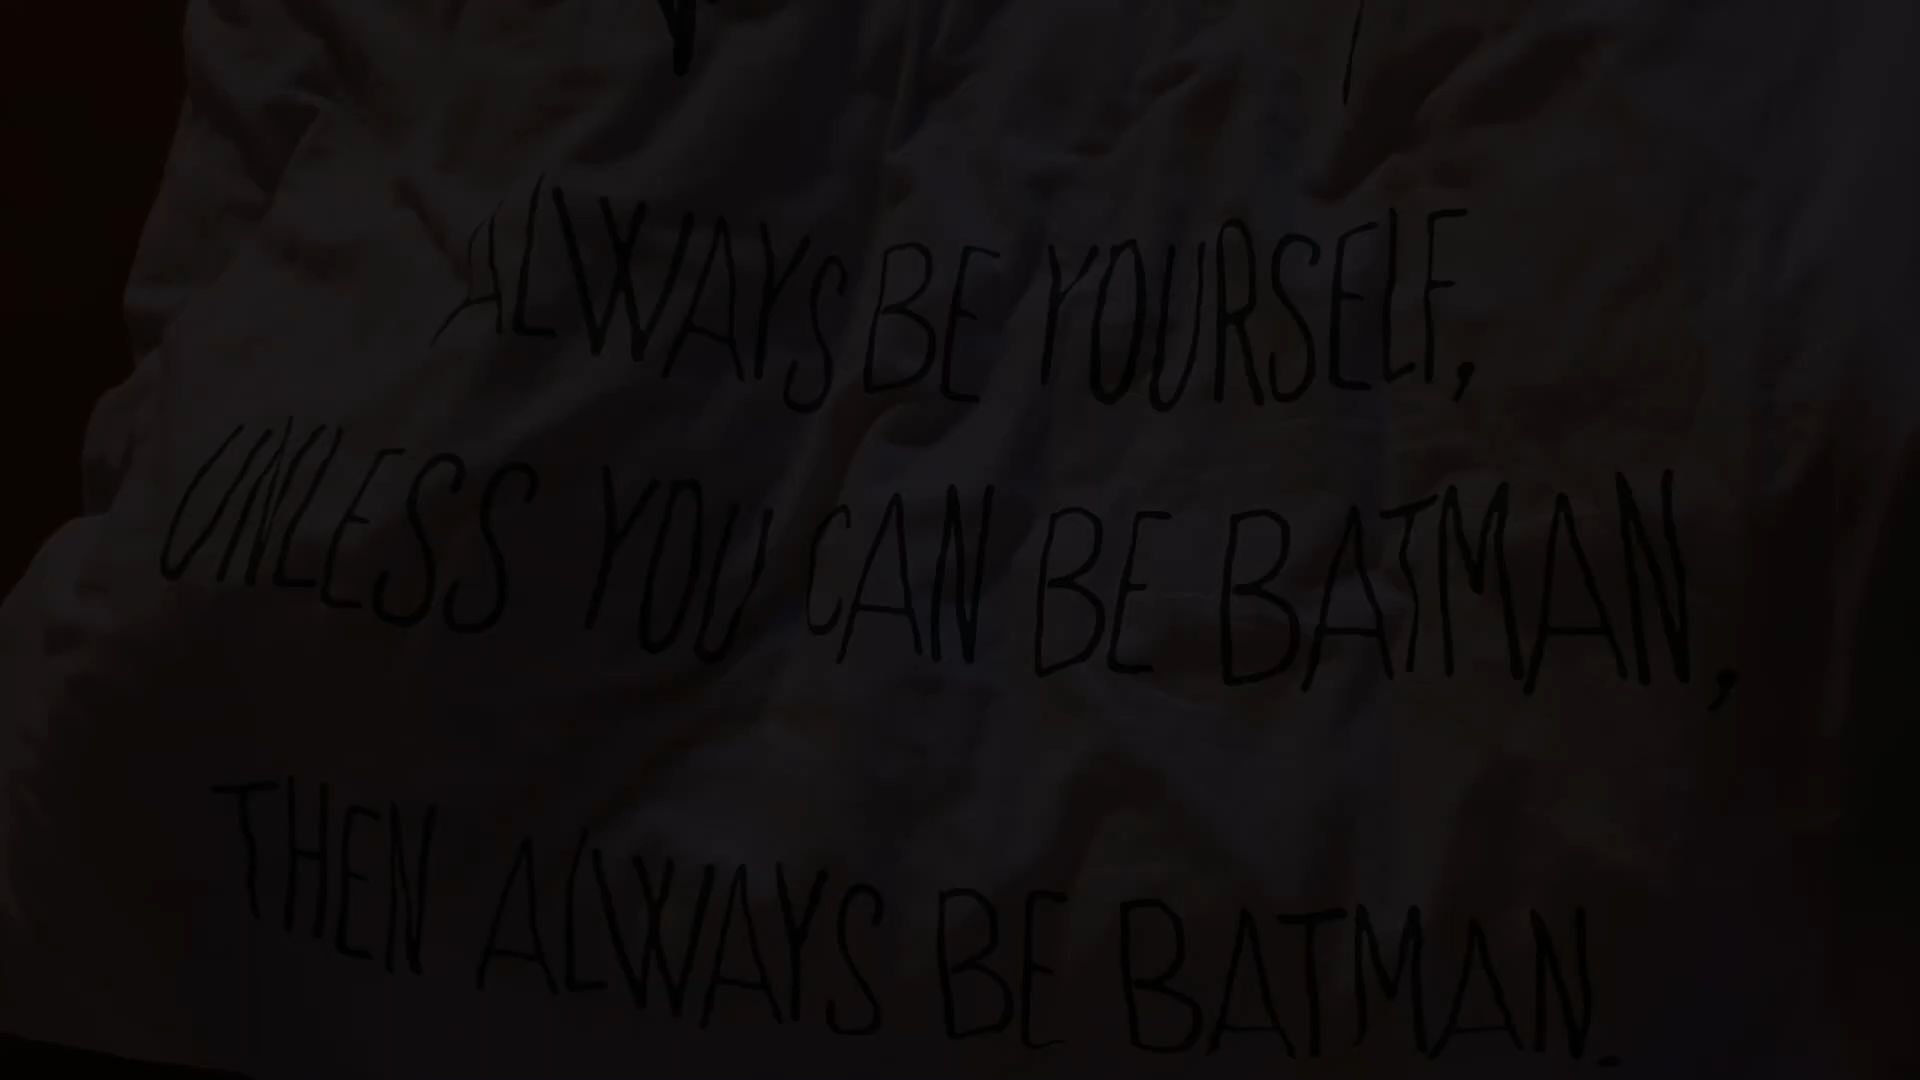 ALWAYS BE YOURSELF,
UNLESS YOU CAN BE BATMAN,
THEN ALWAYS BE BATMAN.